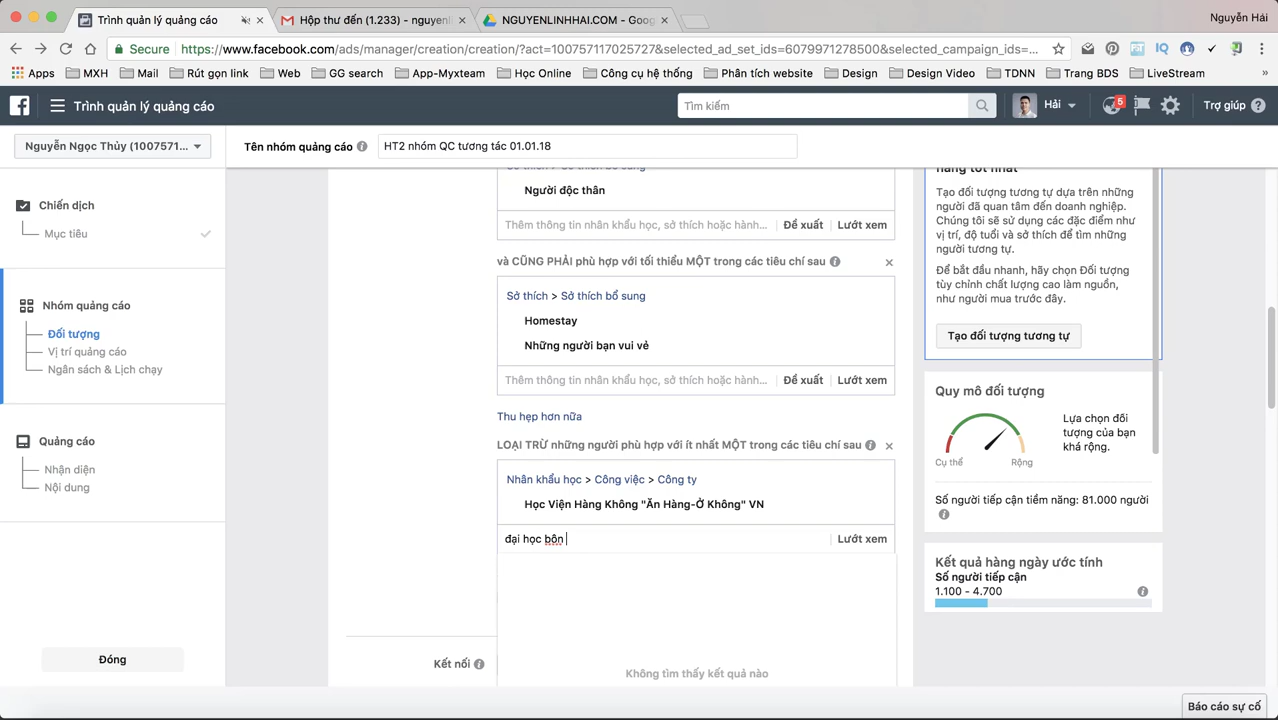 Trình quản lý quảng cáo
Hộp thư đến (1.233) - nguyenl
NGUYENLINHHAI.COM - Goo
Nguyễn Hải
Secure
https://www.facebook.com/ads/manager/creation/creation/?act=100757117025727&selected_ad_set_ids=6079971278500&selected_campaign_ids=...
IQ
Apps
MXH
Mail
Rút gọn link
Web
GG search
App-Myxteam
Học Online
Công cụ hệ thống
Phân tích website
Design
Design Video
TDNN
Trang BDS
LiveStream
»
Trình quản lý quảng cáo
Tìm kiếm
Hải
5
Trợ giúp
Nguyễn Ngọc Thủy (1007571...
Tên nhóm quảng cáo
HT2 nhóm QC tương tác 01.01.18
Chiến dịch
Mục tiêu
Nhóm quảng cáo
Đối tượng
Vị trí quảng cáo
Ngân sách & Lịch chạy
Quảng cáo
Nhận diện
Nội dung
Đóng
Sở thích > Sở thích bổ sung
Người độc thân
Thêm thông tin nhân khẩu học, sở thích hoặc hành...
Đề xuất
Lướt xem
và CŨNG PHẢI phù hợp với tối thiểu MỘT trong các tiêu chí sau
Sở thích > Sở thích bổ sung
Homestay
Những người bạn vui vẻ
Thêm thông tin nhân khẩu học, sở thích hoặc hành...
Đề xuất
Lướt xem
Thu hẹp hơn nữa
LOẠI TRỪ những người phù hợp với ít nhất MỘT trong các tiêu chí sau
Nhân khẩu học > Công việc > Công ty
Học Viện Hàng Không "Ăn Hàng-Ở Không" VN
đại học bôn
Lướt xem
Không tìm thấy kết quả nào
Kết nối
hàng tốt nhất
Tạo đối tượng tương tự dựa trên những
người đã quan tâm đến doanh nghiệp.
Chúng tôi sẽ sử dụng các đặc điểm như
vị trí, độ tuổi và sở thích để tìm những
người tương tự.
Để bắt đầu nhanh, hãy chọn Đối tượng
tùy chỉnh chất lượng cao làm nguồn,
như người mua trước đây.
Tạo đối tượng tương tự
Quy mô đối tượng
Cụ thể
Rộng
Lựa chọn đối
tượng của bạn
khá rộng.
Số người tiếp cận tiềm năng: 81.000 người
Kết quả hàng ngày ước tính
Số người tiếp cận
1.100 - 4.700
Báo cáo sự cố